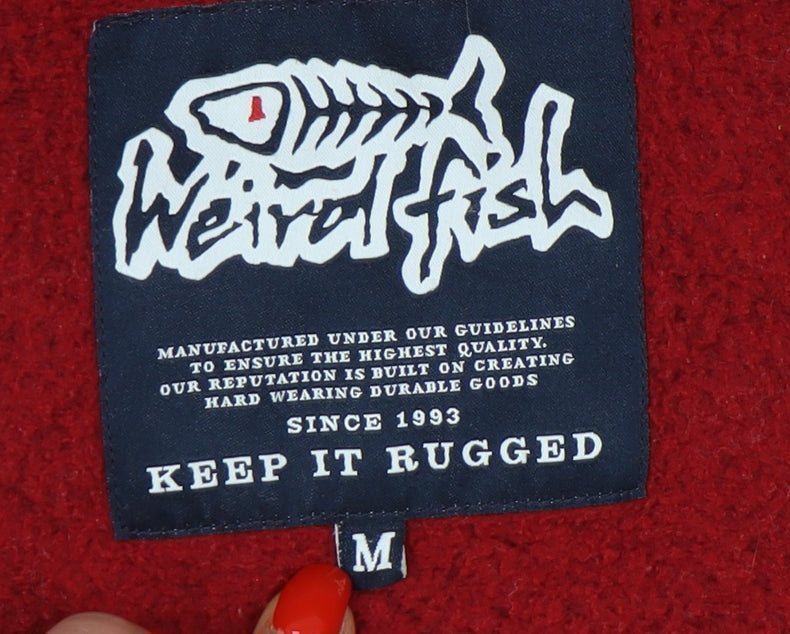 Weird fish
MANUFACTURED UNDER OUR GUIDELINES
TO ENSURE THE HIGHEST QUALITY.
OUR REPUTATION IS BUILT ON CREATING
HARD WEARING DURABLE GOODS
SINCE 1993
KEEP IT RUGGED
M